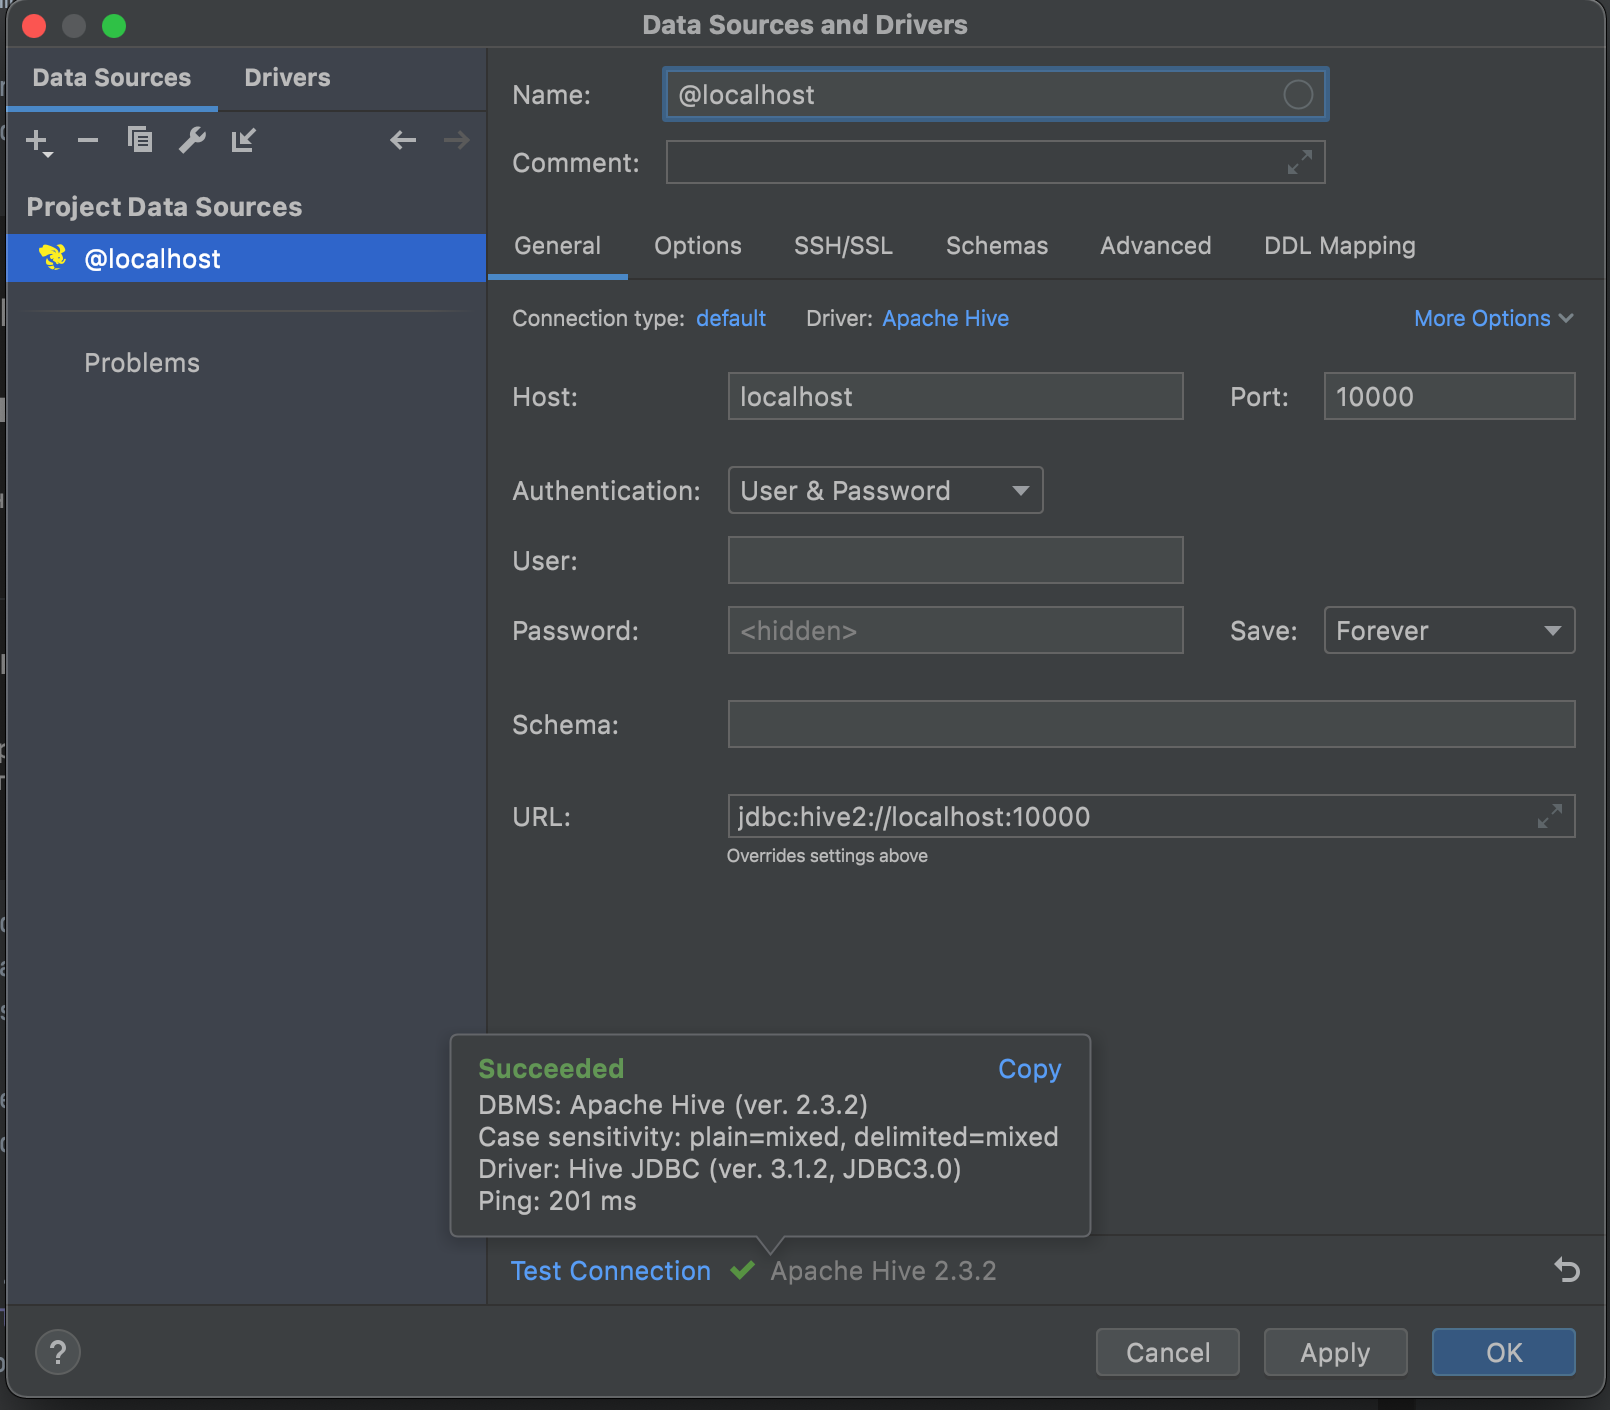 Data Sources and Drivers
Data Sources Drivers
Project Data Sources
@localhost
Problems
Name: @localhost
Comment:
General Options SSH/SSL Schemas Advanced DDL Mapping
Connection type: default Driver: Apache Hive More Options
Host: localhost Port: 10000
Authentication: User & Password
User:
Password: <hidden> Save: Forever
Schema:
URL: jdbc:hive2://localhost:10000
Overrides settings above
Succeeded Copy
DBMS: Apache Hive (ver. 2.3.2)
Case sensitivity: plain=mixed, delimited=mixed
Driver: Hive JDBC (ver. 3.1.2, JDBC3.0)
Ping: 201 ms
Test Connection Apache Hive 2.3.2
? Cancel Apply OK